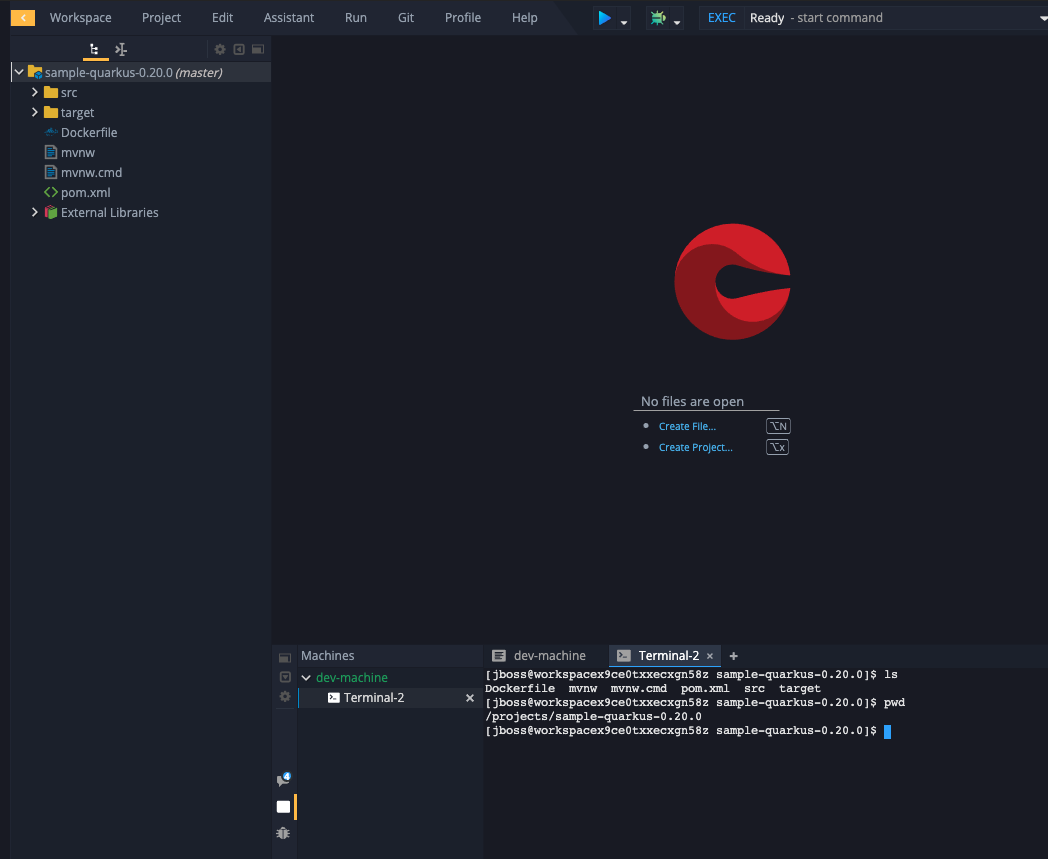 Workspace Project Edit Assistant Run Git Profile Help EXEC Ready - start command
sample-quarkus-0.20.0 (master)
src
target
Dockerfile
mvnw
mvnw.cmd
pom.xml
External Libraries
No files are open
Create File... ⌥N
Create Project... ⌥X
Machines
dev-machine
Terminal-2 ×
4
dev-machine Terminal-2 × +
[jboss@workspacex9ce0txxecxgn58z sample-quarkus-0.20.0]$ ls
Dockerfile mvnw mvnw.cmd pom.xml src target
[jboss@workspacex9ce0txxecxgn58z sample-quarkus-0.20.0]$ pwd
/projects/sample-quarkus-0.20.0
[jboss@workspacex9ce0txxecxgn58z sample-quarkus-0.20.0]$